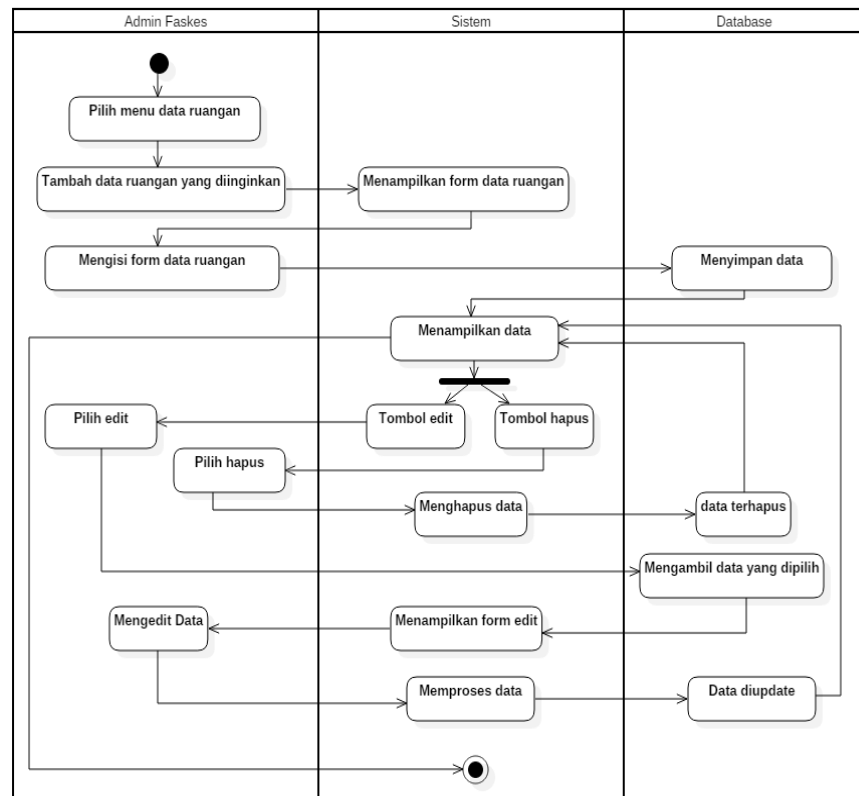 Admin Faskes
Sistem
Database
Pilih menu data ruangan
Tambah data ruangan yang diinginkan
Menampilkan form data ruangan
Mengisi form data ruangan
Menyimpan data
Menampilkan data
Pilih edit
Tombol edit
Tombol hapus
Pilih hapus
Menghapus data
data terhapus
Mengambil data yang dipilih
Mengedit Data
Menampilkan form edit
Memproses data
Data diupdate